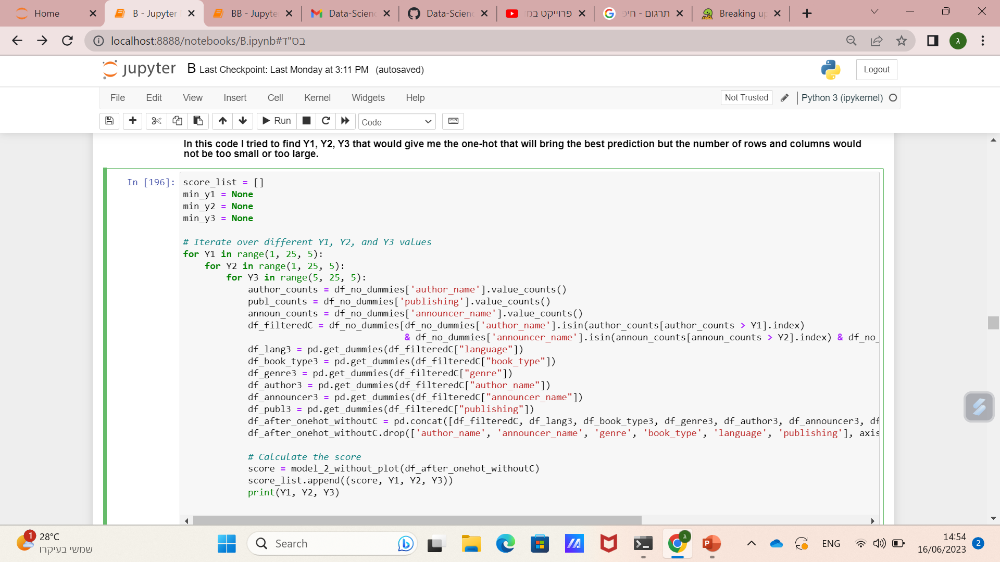 Home
B - Jupyter
BB - Jupyte
Data-Scienc
Data-Scienc
פרוייקט במ
תרגום - חיפ
Breaking up
localhost:8888/notebooks/B.ipynb#בס"ד
jupyter B Last Checkpoint: Last Monday at 3:11 PM (autosaved)
Logout
File Edit View Insert Cell Kernel Widgets Help
Not Trusted
Python 3 (ipykernel)
Run
Code
In this code I tried to find Y1, Y2, Y3 that would give me the one-hot that will bring the best prediction but the number of rows and columns would
not be too small or too large.
In [196]:
score_list = []
min_y1 = None
min_y2 = None
min_y3 = None
# Iterate over different Y1, Y2, and Y3 values
for Y1 in range(1, 25, 5):
    for Y2 in range(1, 25, 5):
        for Y3 in range(5, 25, 5):
            author_counts = df_no_dummies['author_name'].value_counts()
            publ_counts = df_no_dummies['publishing'].value_counts()
            announ_counts = df_no_dummies['announcer_name'].value_counts()
            df_filteredC = df_no_dummies[df_no_dummies['author_name'].isin(author_counts[author_counts > Y1].index)
                                         & df_no_dummies['announcer_name'].isin(announ_counts[announ_counts > Y2].index) & df_no_
            df_lang3 = pd.get_dummies(df_filteredC["language"])
            df_book_type3 = pd.get_dummies(df_filteredC["book_type"])
            df_genre3 = pd.get_dummies(df_filteredC["genre"])
            df_author3 = pd.get_dummies(df_filteredC["author_name"])
            df_announcer3 = pd.get_dummies(df_filteredC["announcer_name"])
            df_publ3 = pd.get_dummies(df_filteredC["publishing"])
            df_after_onehot_withoutC = pd.concat([df_filteredC, df_lang3, df_book_type3, df_genre3, df_author3, df_announcer3, df
            df_after_onehot_withoutC.drop(['author_name', 'announcer_name', 'genre', 'book_type', 'language', 'publishing'], axis
            # Calculate the score
            score = model_2_without_plot(df_after_onehot_withoutC)
            score_list.append((score, Y1, Y2, Y3))
            print(Y1, Y2, Y3)
1
28°C
שמשי בעיקרו
Search
ENG
14:54
16/06/2023
2